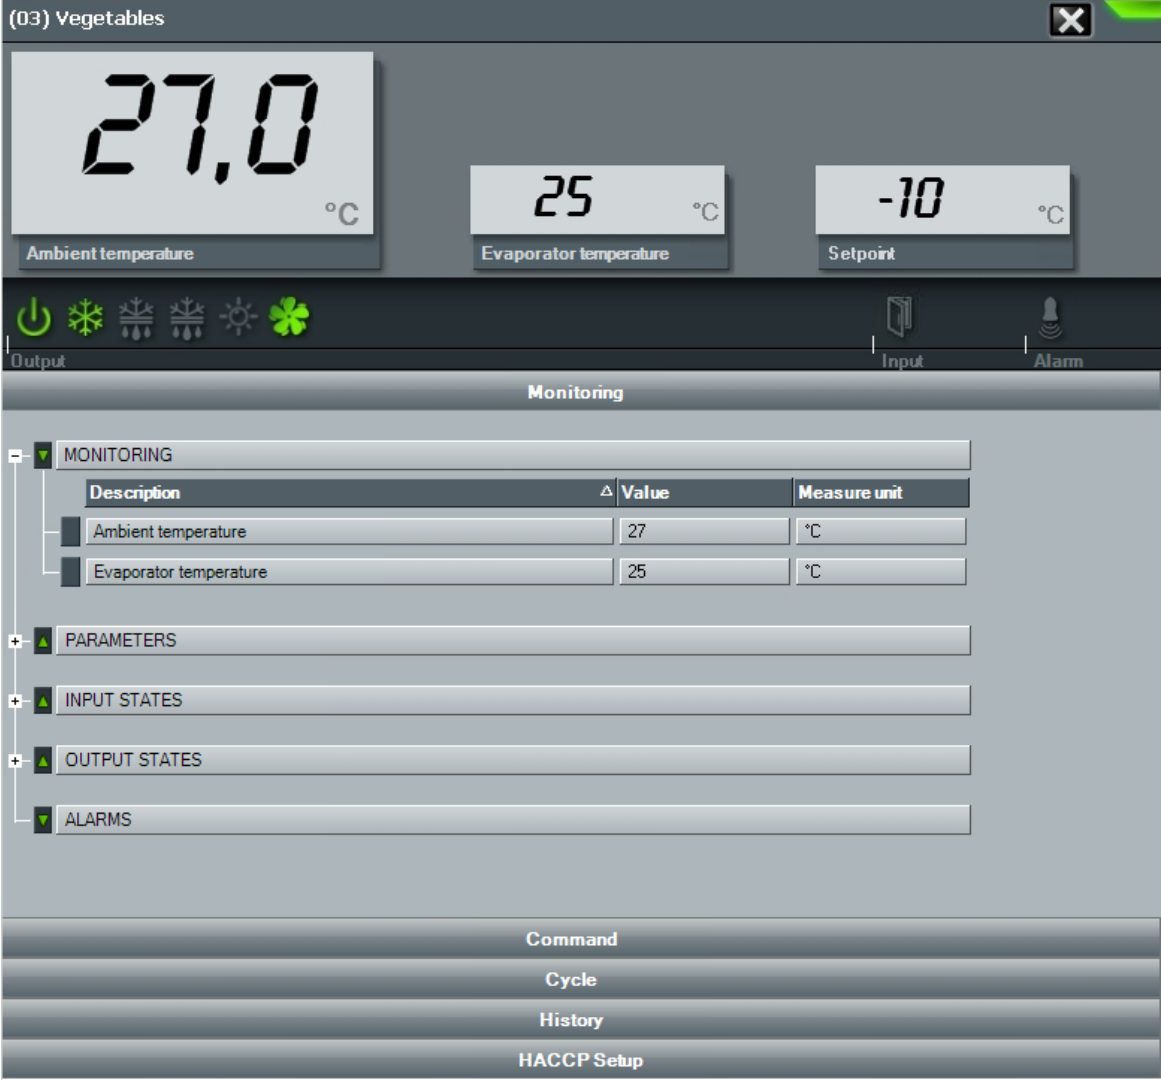 (03) Vegetables
27,0
°C
Ambient temperature
25
°C
Evaporator temperature
-10
°C
Setpoint
Output
Input
Alarm
Monitoring
MONITORING
Description Value Measure unit
Ambient temperature 27 °C
Evaporator temperature 25 °C
PARAMETERS
INPUT STATES
OUTPUT STATES
ALARMS
Command
Cycle
History
HACCP Setup